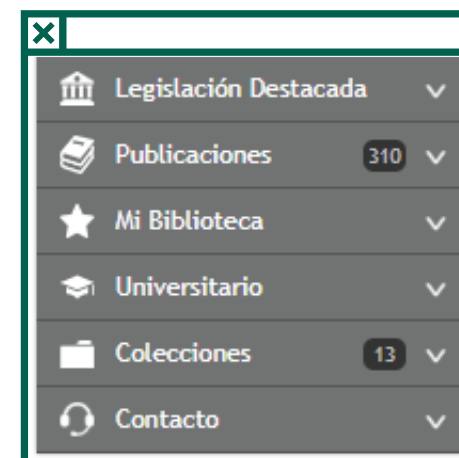 Legislación Destacada
Publicaciones 310
Mi Biblioteca
Universitario
Colecciones 13
Contacto